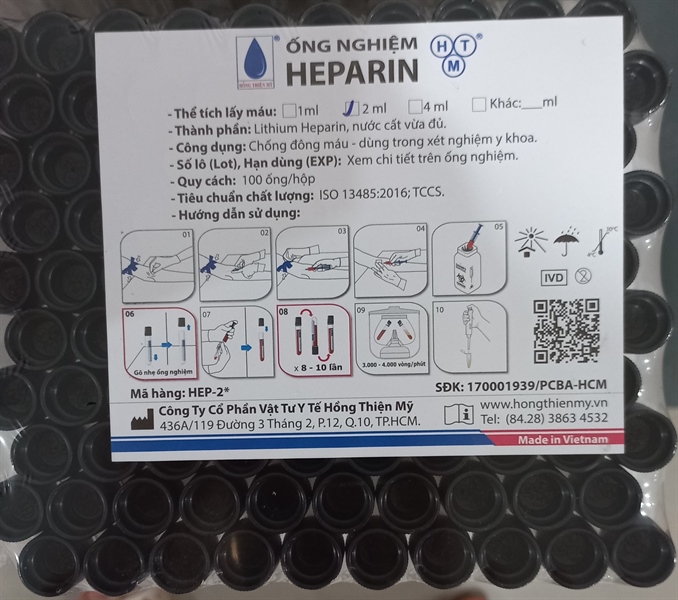 ỐNG NGHIỆM
HEPARIN
HỒNG THIỆN MỸ
H T M
- Thể tích lấy máu: 1ml 2 ml 4 ml Khác:___ml
- Thành phần: Lithium Heparin, nước cất vừa đủ.
- Công dụng: Chống đông máu - dùng trong xét nghiệm y khoa.
- Số lô (Lot), Hạn dùng (EXP): Xem chi tiết trên ống nghiệm.
- Quy cách: 100 ống/hộp
- Tiêu chuẩn chất lượng: ISO 13485:2016; TCCS.
- Hướng dẫn sử dụng:
01 02 03 04 05
IVD 2
06 07 08 09 10
Gõ nhẹ ống nghiệm
x 8 - 10 lần
3.000 - 4.000 vòng/phút
Mã hàng: HEP-2*
SĐK: 170001939/PCBA-HCM
Công Ty Cổ Phần Vật Tư Y Tế Hồng Thiện Mỹ
436A/119 Đường 3 Tháng 2, P.12, Q.10, TP.HCM.
www.hongthienmy.vn
Tel: (84.28) 3863 4532
Made in Vietnam